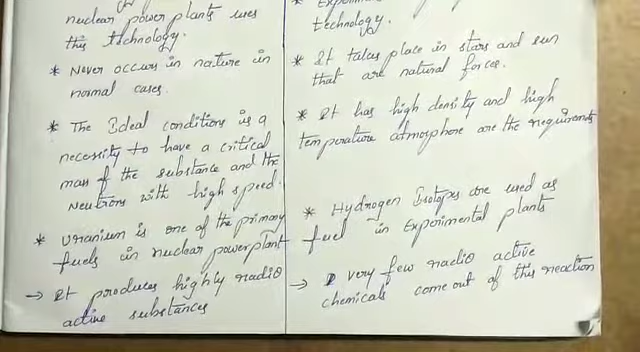 nuclear power plants uses
this technology.
* Never occurs in nature in
normal cases.
* The Ideal conditions is a
necessity to have a critical
mass of the substance and the
Neutrons with high speed.
* Uranium is one of the primary
fuels in nuclear power plant
→ It produces highly radio
active substances
technology.
* It takes place in stars and sun
that are natural forces.
* It has high density and high
temperature atmosphere are the requirements
* Hydrogen Isotopes are used as
fuel in Experimental plants
→ very few radio active
chemicals come out of this reaction